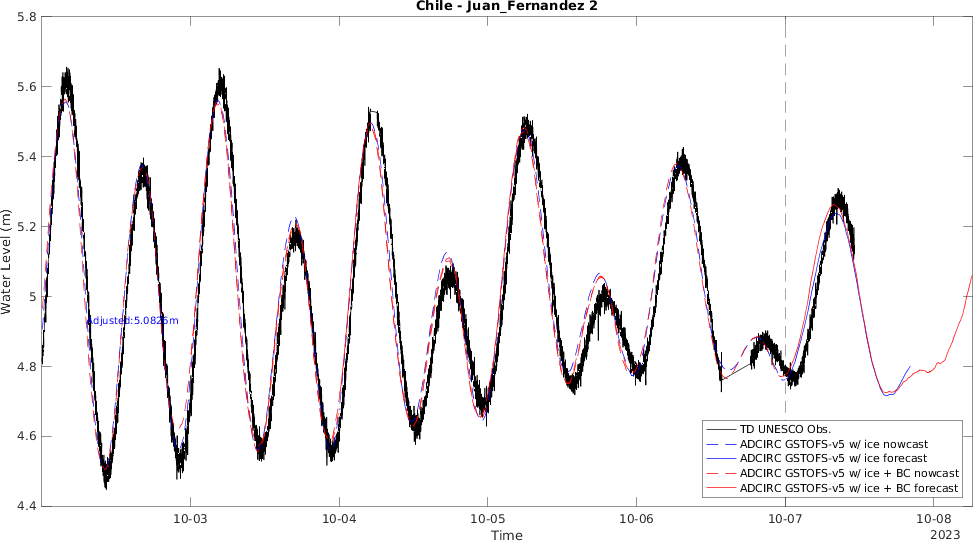 Chile - Juan_Fernandez 2
Water Level (m)
5.8
5.6
5.4
5.2
5
4.8
4.6
4.4
Adjusted:5.0826m
TD UNESCO Obs.
ADCIRC GSTOFS-v5 w/ ice nowcast
ADCIRC GSTOFS-v5 w/ ice forecast
ADCIRC GSTOFS-v5 w/ ice + BC nowcast
ADCIRC GSTOFS-v5 w/ ice + BC forecast
10-03
10-04
10-05
10-06
10-07
10-08
Time
2023